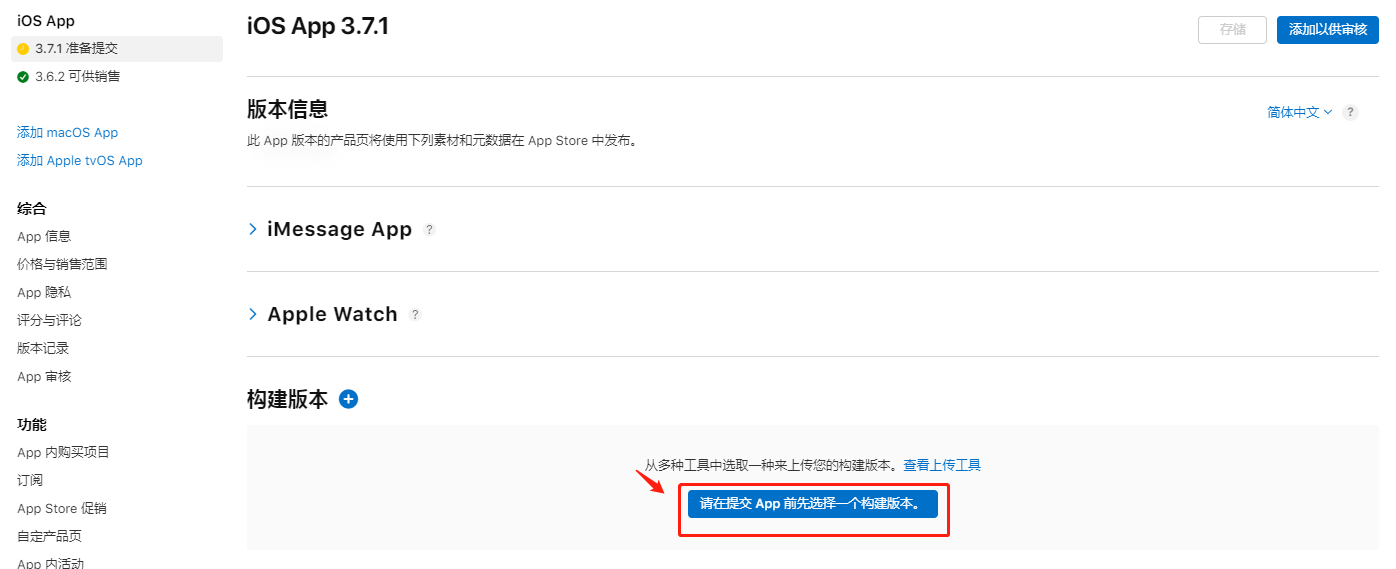 iOS App
3.7.1 准备提交
3.6.2 可供销售
添加 macOS App
添加 Apple tvOS App
综合
App 信息
价格与销售范围
App 隐私
评分与评论
版本记录
App 审核
功能
App 内购买项目
订阅
App Store 促销
自定产品页
App 内活动
iOS App 3.7.1
存储
添加以供审核
版本信息
简体中文 ?
此 App 版本的产品页将使用下列素材和元数据在 App Store 中发布。
iMessage App ?
Apple Watch ?
构建版本
从多种工具中选取一种来上传您的构建版本。查看上传工具
请在提交 App 前先选择一个构建版本。